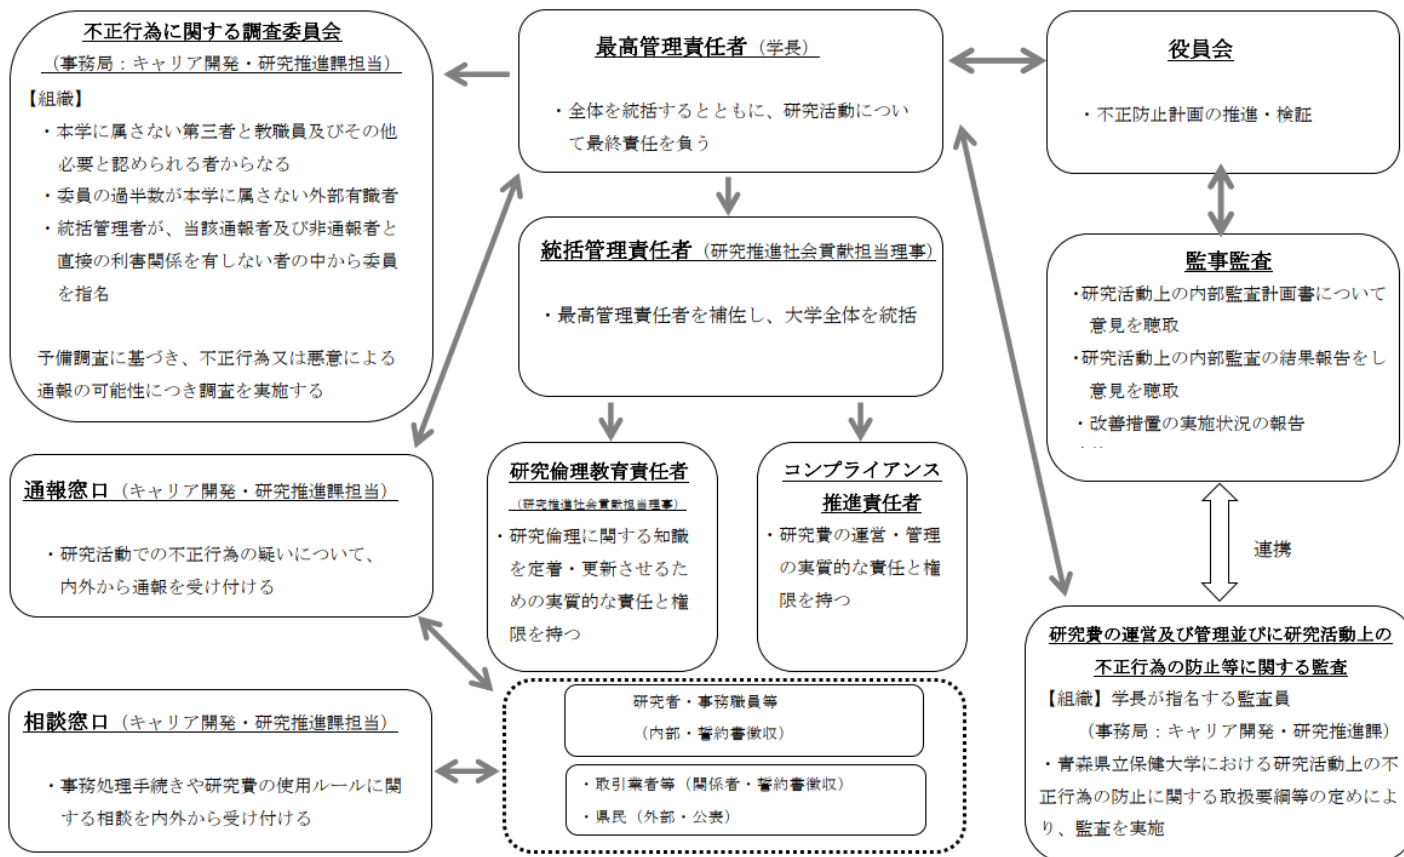 不正行為に関する調査委員会
（事務局：キャリア開発・研究推進課担当）
【組織】
・本学に属さない第三者と教職員及びその他
必要と認められる者からなる
・委員の過半数が本学に属さない外部有識者
・統括管理者が、当該通報者及び非通報者と
直接の利害関係を有しない者の中から委員
を指名
予備調査に基づき、不正行為又は悪意による
通報の可能性につき調査を実施する
最高管理責任者（学長）
・全体を統括するとともに、研究活動につい
て最終責任を負う
役員会
・不正防止計画の推進・検証
統括管理責任者（研究推進社会貢献担当理事）
・最高管理責任者を補佐し、大学全体を統括
監事監査
・研究活動上の内部監査計画書について
意見を聴取
・研究活動上の内部監査の結果報告をし
意見を聴取
・改善措置の実施状況の報告
通報窓口（キャリア開発・研究推進課担当）
・研究活動での不正行為の疑いについて、
内外から通報を受け付ける
研究倫理教育責任者
（研究推進社会貢献担当理事）
・研究倫理に関する知識
を定着・更新させるた
めの実質的な責任と権
限を持つ
コンプライアンス
推進責任者
・研究費の運営・管理
の実質的な責任と権
限を持つ
連携
研究費の運営及び管理並びに研究活動上の
不正行為の防止等に関する監査
【組織】学長が指名する監査員
（事務局：キャリア開発・研究推進課）
・青森県立保健大学における研究活動上の不
正行為の防止に関する取扱要綱等の定めによ
り、監査を実施
相談窓口（キャリア開発・研究推進課担当）
・事務処理手続きや研究費の使用ルールに関
する相談を内外から受け付ける
研究者・事務職員等
（内部・誓約書徴収）
・取引業者等（関係者・誓約書徴収）
・県民（外部・公表）